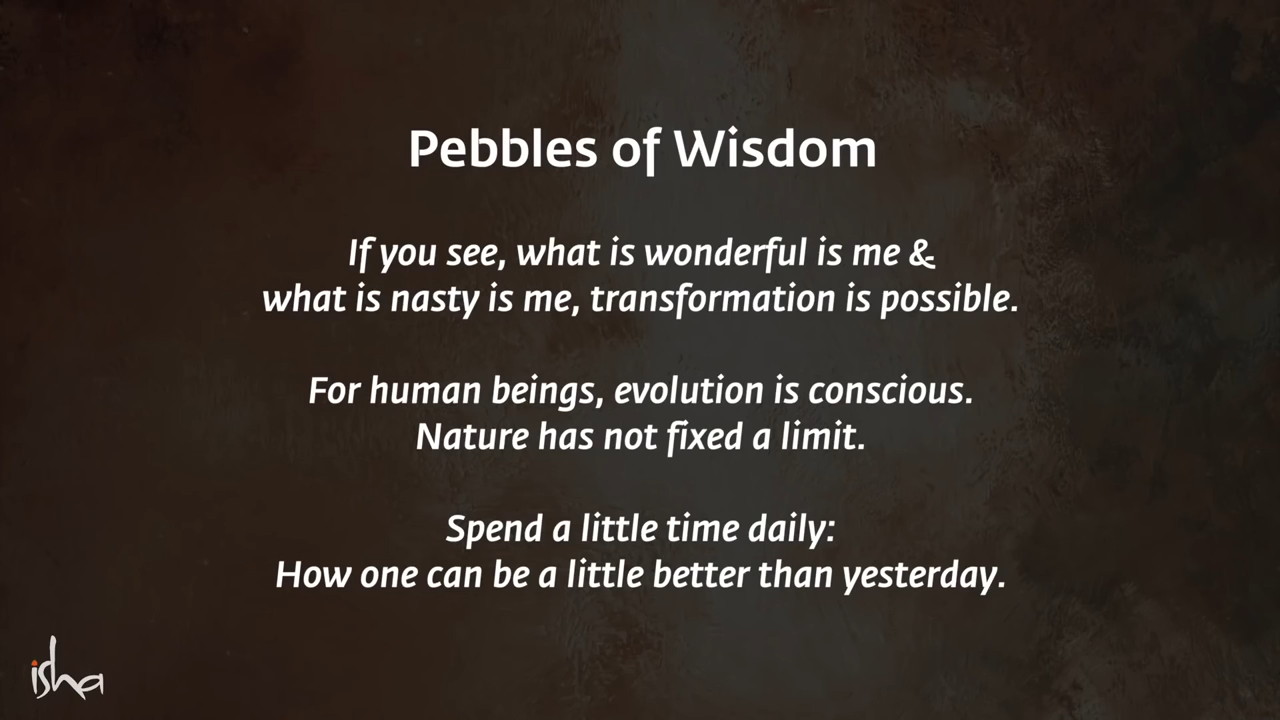 Pebbles of Wisdom
If you see, what is wonderful is me &
what is nasty is me, transformation is possible.
For human beings, evolution is conscious.
Nature has not fixed a limit.
Spend a little time daily:
How one can be a little better than yesterday.
isha